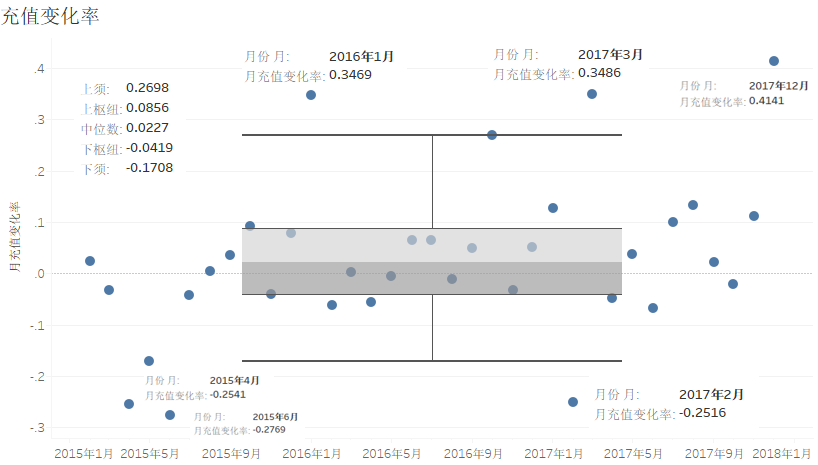 充值变化率
月份 月: 2016年1月
月充值变化率: 0.3469
月份 月: 2017年3月
月充值变化率: 0.3486
月份 月: 2017年12月
月充值变化率: 0.4141
上须: 0.2698
上枢纽: 0.0856
中位数: 0.0227
下枢纽: -0.0419
下须: -0.1708
月充值变化率
.4
.3
.2
.1
.0
-.1
-.2
-.3
月份 月: 2015年4月
月充值变化率: -0.2541
月份 月: 2015年6月
月充值变化率: -0.2769
月份 月: 2017年2月
月充值变化率: -0.2516
2015年1月 2015年5月 2015年9月 2016年1月 2016年5月 2016年9月 2017年1月 2017年5月 2017年9月 2018年1月